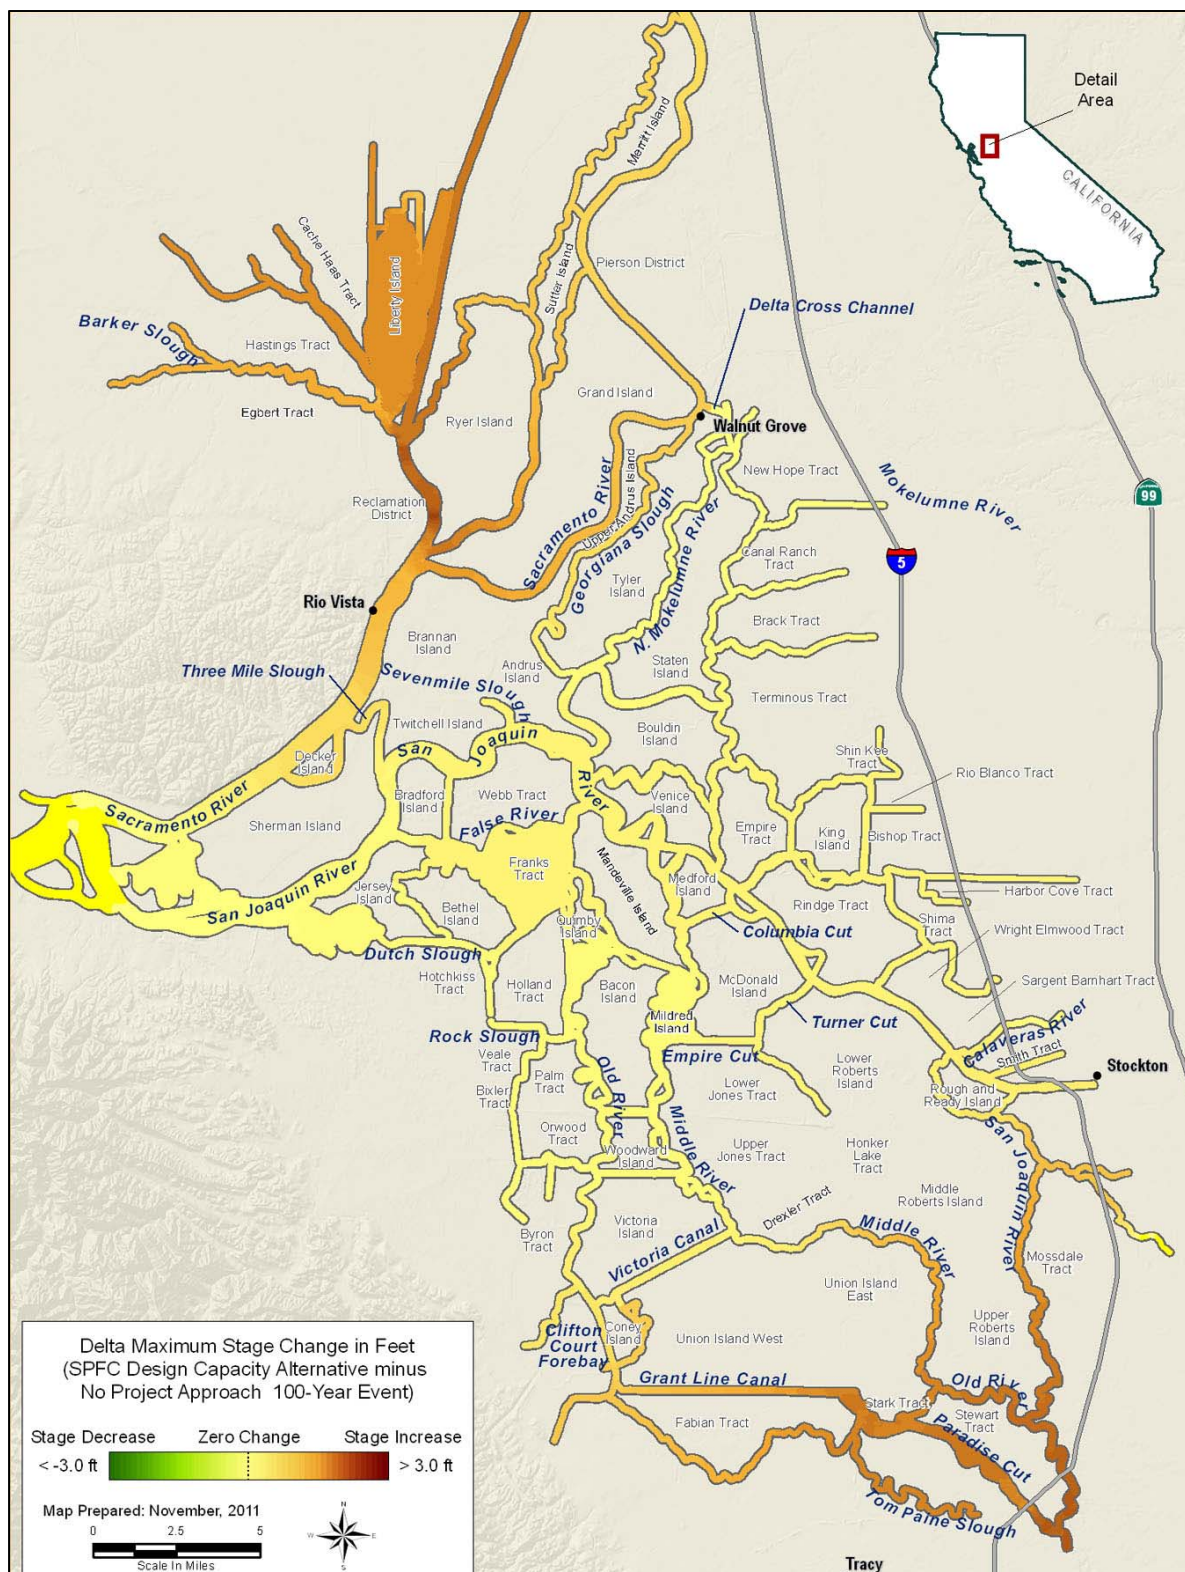 Detail
Area
CALIFORNIA
Merritt Island
Cache Haas Tract
Liberty Island
Sutter Island
Pierson District
Delta Cross Channel
Barker Slough
Hastings Tract
Egbert Tract
Ryer Island
Grand Island
Walnut Grove
New Hope Tract
Mokelumne River
CALIFORNIA
99
Reclamation
District
Sacramento River
Upper Andrus Island
Georgiana Slough
N. Mokelumne River
Canal Ranch
Tract
5
Tyler
Island
Rio Vista
Brack Tract
Brannan
Island
Three Mile Slough
Sevenmile Slough
Andrus
Island
Staten
Island
Terminous Tract
Twitchell Island
Bouldin
Island
San Joaquin River
Shin Kee
Tract
Decker
Island
Rio Blanco Tract
Sacramento River
Sherman Island
Bradford
Island
Webb Tract
False River
Venice
Island
Empire
Tract
King
Island
Bishop Tract
Franks
Tract
Mandeville Island
Medford
Island
Jersey
Island
San Joaquin River
Bethel
Island
Quimby
Island
Rindge Tract
Harbor Cove Tract
Shima
Tract
Columbia Cut
Wright Elmwood Tract
Dutch Slough
Hotchkiss
Tract
Holland
Tract
Bacon
Island
McDonald
Island
Sargent Barnhart Tract
Mildred
Island
Turner Cut
Calaveras River
Smith Tract
Rock Slough
Empire Cut
Veale
Tract
Palm
Tract
Old River
Lower
Roberts
Island
Stockton
Bixler
Tract
Lower
Jones Tract
Rough and
Ready Island
Orwood
Tract
Woodward
Island
Middle River
Upper
Jones Tract
Honker
Lake
Tract
San Joaquin River
Middle
Roberts Island
Drexler Tract
Byron
Tract
Victoria
Island
Victoria Canal
Middle River
Mossdale
Tract
Union Island
East
Clifton
Court
Forebay
Coney
Island
Union Island West
Upper
Roberts
Island
Grant Line Canal
Old River
Stark Tract
Stewart
Tract
Fabian Tract
Paradise Cut
Tom Paine Slough
Tracy
Delta Maximum Stage Change in Feet
(SPFC Design Capacity Alternative minus
No Project Approach 100-Year Event)
Stage Decrease Zero Change Stage Increase
< -3.0 ft > 3.0 ft
Map Prepared: November, 2011
0 2.5 5
Scale In Miles
N
W E
S